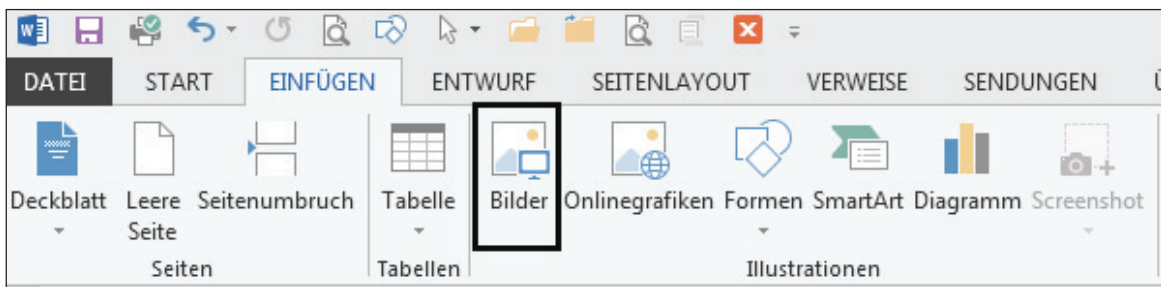 DATEI START EINFÜGEN ENTWURF SEITENLAYOUT VERWEISE SENDUNGEN Ü
Deckblatt Leere Seitenumbruch Tabelle Bilder Onlinegrafiken Formen SmartArt Diagramm Screenshot
Seite
Seiten Tabellen Illustrationen